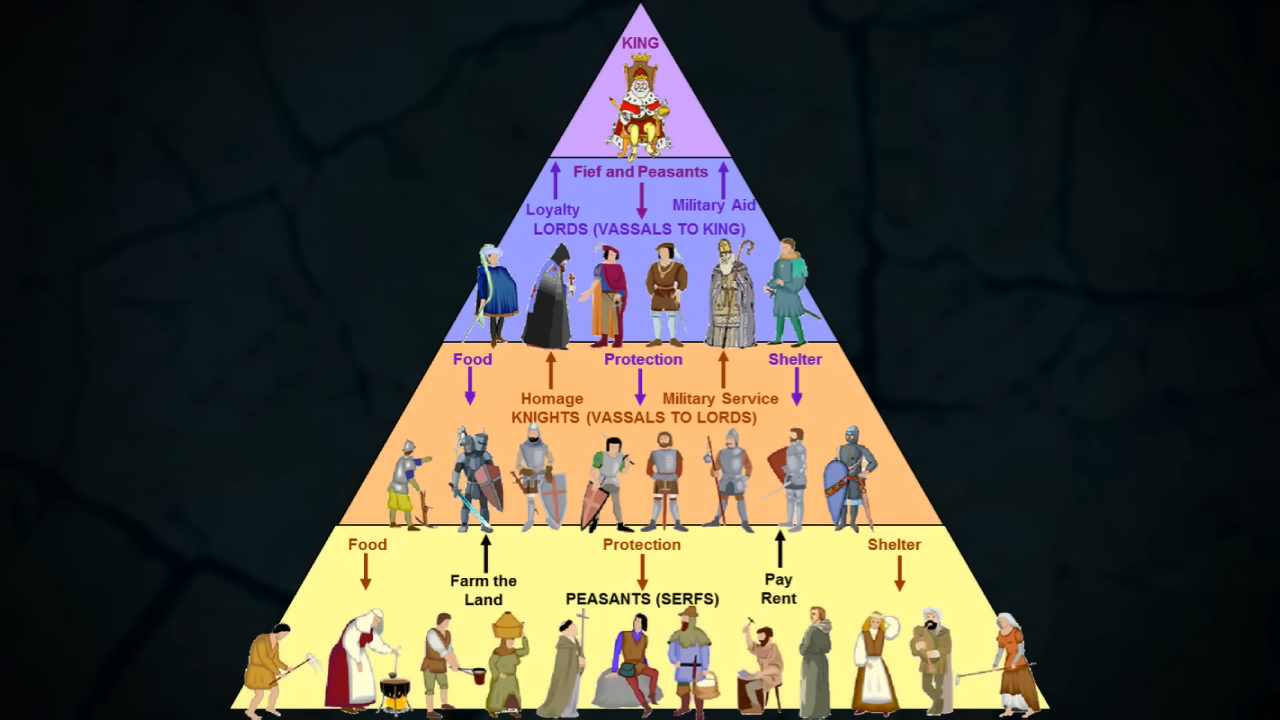 KING
Fief and Peasants
Loyalty
Military Aid
LORDS (VASSALS TO KING)
Food
Protection
Shelter
Homage
Military Service
KNIGHTS (VASSALS TO LORDS)
Food
Protection
Shelter
Farm the
Land
Pay
Rent
PEASANTS (SERFS)